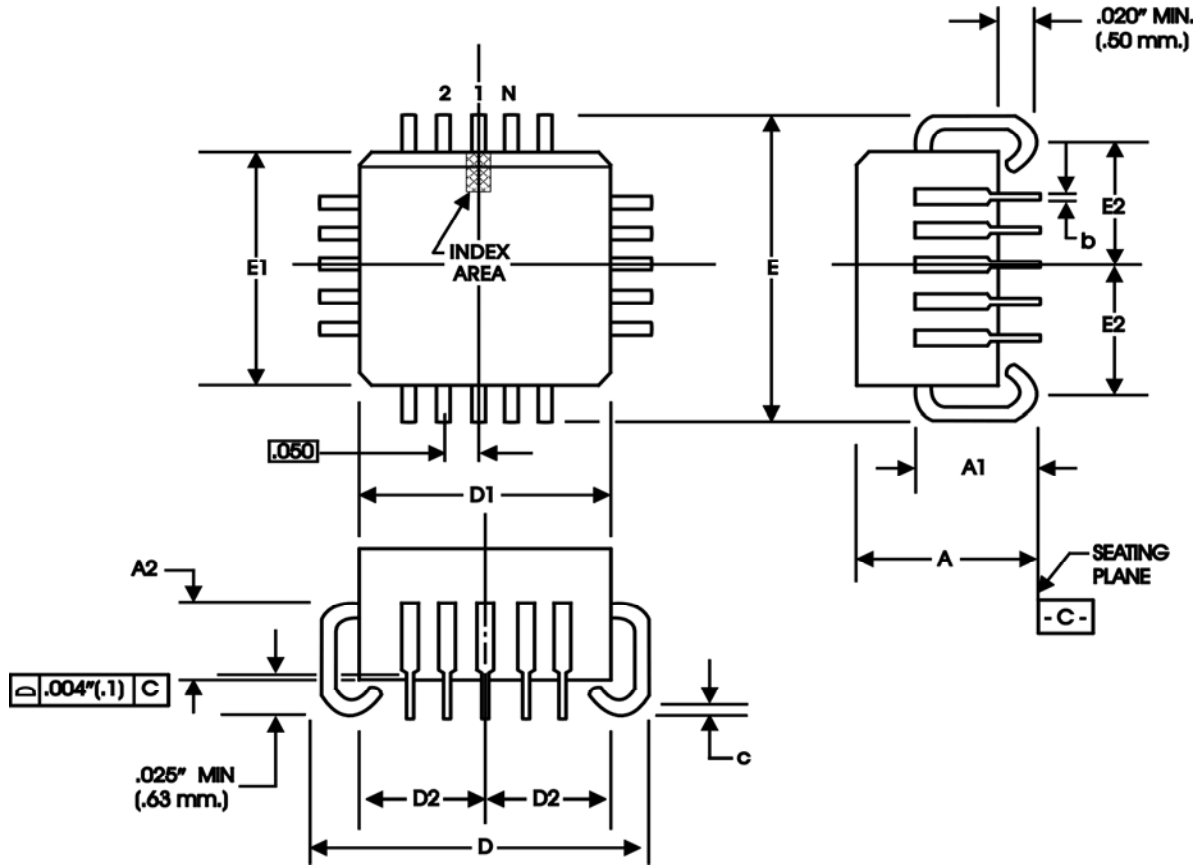 .020" MIN.
(.50 mm.)
2 1 N
E1
INDEX
AREA
E
b
E2
E2
.050
D1
A1
A
SEATING
PLANE
- C -
A2
⌓ .004"(.1) C
.025" MIN
(.63 mm.)
c
D2
D2
D